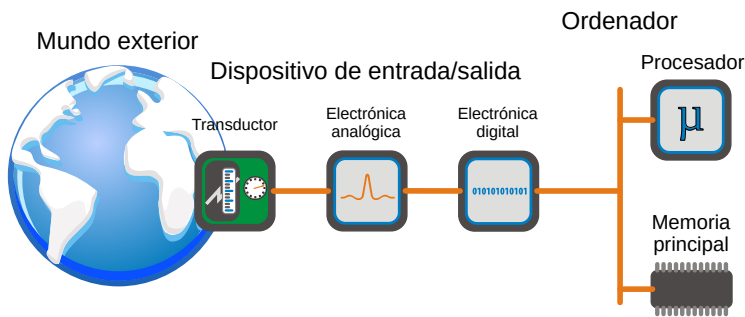 Ordenador
Mundo exterior
Dispositivo de entrada/salida
Procesador
Transductor
Electrónica
analógica
Electrónica
digital
µ
010101010101
Memoria
principal